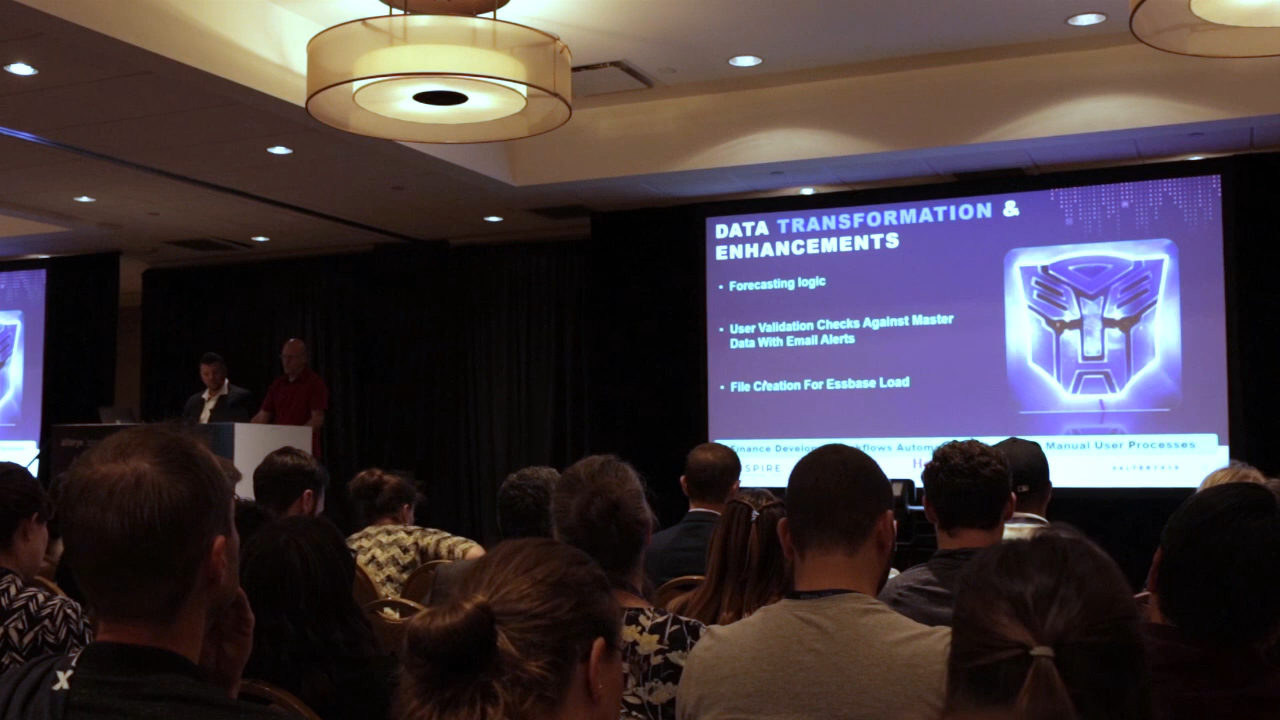 DATA TRANSFORMATION &
ENHANCEMENTS
• Forecasting logic
• User Validation Checks Against Master
Data With Email Alerts
• File Creation For Essbase Load
Finance Manual User Processes